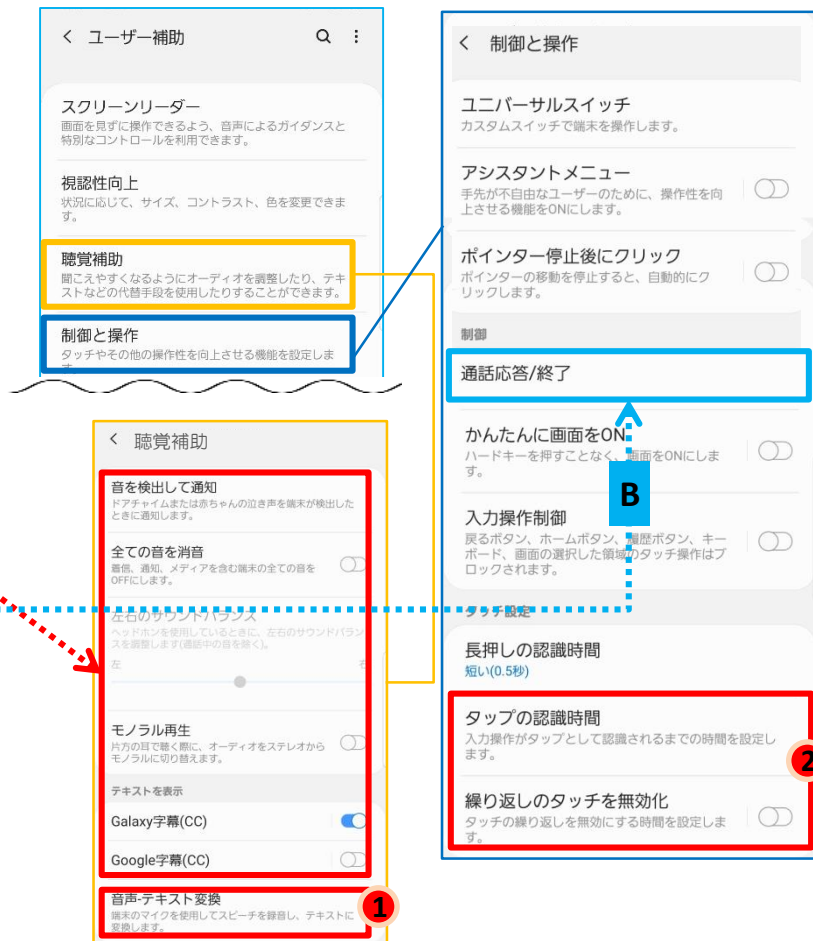 ユーザー補助
スクリーンリーダー
画面を見ずに操作できるよう、音声によるガイダンスと
特別なコントロールを利用できます。
視認性向上
状況に応じて、サイズ、コントラスト、色を変更できま
す。
聴覚補助
聞こえやすくなるようにオーディオを調整したり、テキ
ストなどの代替手段を使用したりすることができます。
制御と操作
タッチやその他の操作性を向上させる機能を設定しま
す。
聴覚補助
音を検出して通知
ドアチャイムまたは赤ちゃんの泣き声を端末が検出した
ときに通知します。
全ての音を消音
着信、通知、メディアを含む端末の全ての音を
OFFにします。
左右のサウンドバランス
ヘッドホンを使用しているときに、左右のサウンドバラン
スを調整します(通話中の音を除く)。
左 右
モノラル再生
片方の耳で聴く際に、オーディオをステレオから
モノラルに切り替えます。
テキストを表示
Galaxy字幕(CC)
Google字幕(CC)
音声-テキスト変換
端末のマイクを使用してスピーチを録音し、テキストに
変換します。
1
制御と操作
ユニバーサルスイッチ
カスタムスイッチで端末を操作します。
アシスタントメニュー
手先が不自由なユーザーのために、操作性を向
上させる機能をONにします。
ポインター停止後にクリック
ポインターの移動を停止すると、自動的にク
リックします。
制御
通話応答/終了
かんたんに画面をON
ハードキーを押すことなく、画面をONにしま
す。
B
入力操作制御
戻るボタン、ホームボタン、履歴ボタン、キー
ボード、画面の選択した領域のタッチ操作はブ
ロックされます。
タッチ設定
長押しの認識時間
短い(0.5秒)
タップの認識時間
入力操作がタップとして認識されるまでの時間を設定し
ます。
2
繰り返しのタッチを無効化
タッチの繰り返しを無効にする時間を設定しま
す。